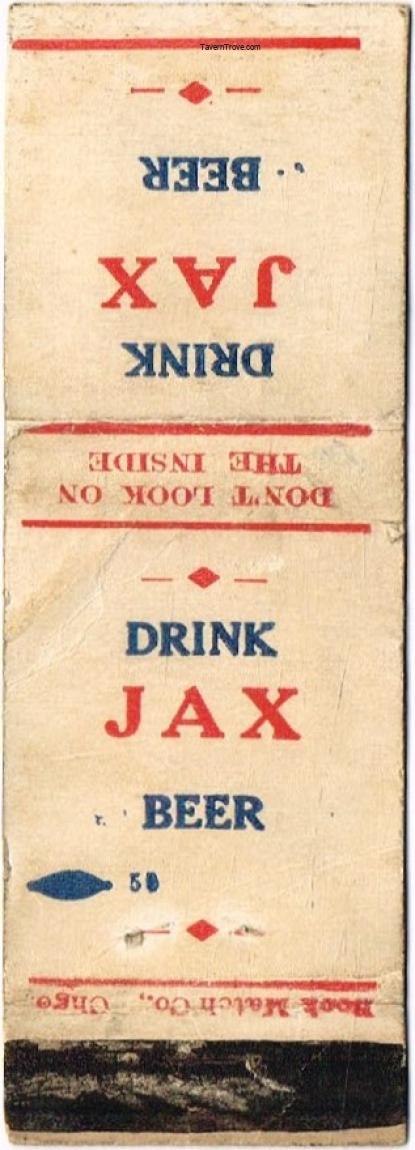 TavernTrove.com
DRINK
JAX
BEER
DON'T LOOK ON
THE INSIDE
DRINK
JAX
BEER
50
Book Match Co., Chgo.